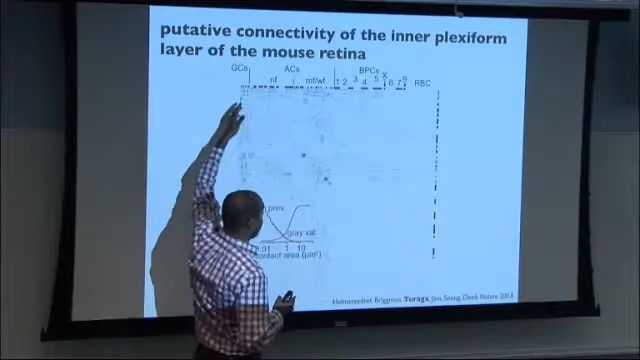 putative connectivity of the inner plexiform
layer of the mouse retina
GCs ACs BPCs
nf mf/wf 1 2 3 4 5 X 6 7 9 RBC
prev.
gray val.
0.01 1 10
contact area (µm²)
Helmstaedter, Briggman, Turaga, Jain, Seung, Denk Nature 2013